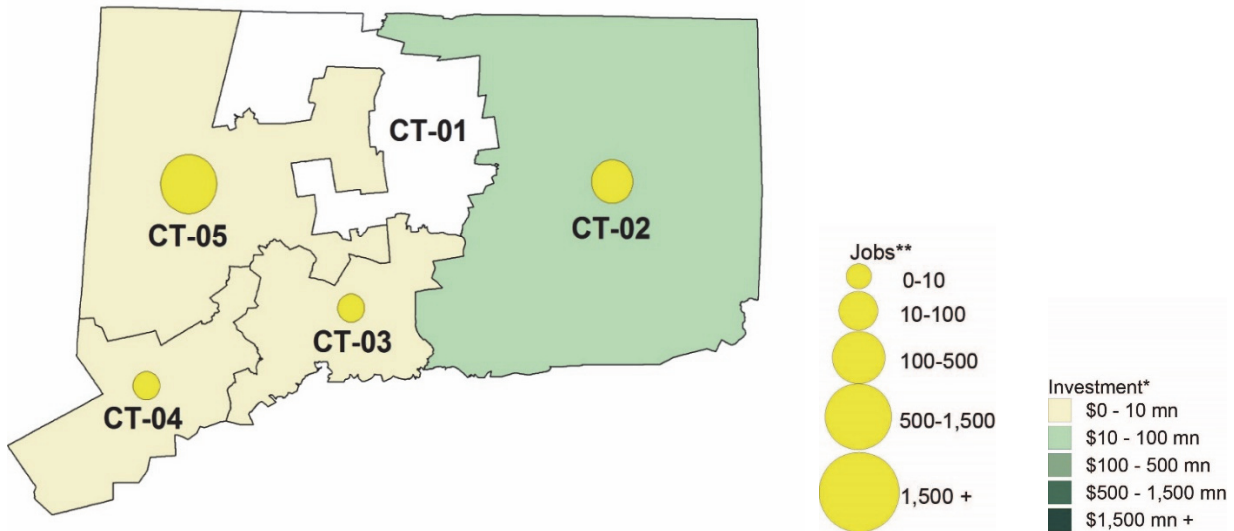 CT-01
CT-05
CT-02
CT-03
CT-04
Jobs**
0-10
10-100
100-500
500-1,500
1,500 +
Investment*
$0 - 10 mn
$10 - 100 mn
$100 - 500 mn
$500 - 1,500 mn
$1,500 mn +